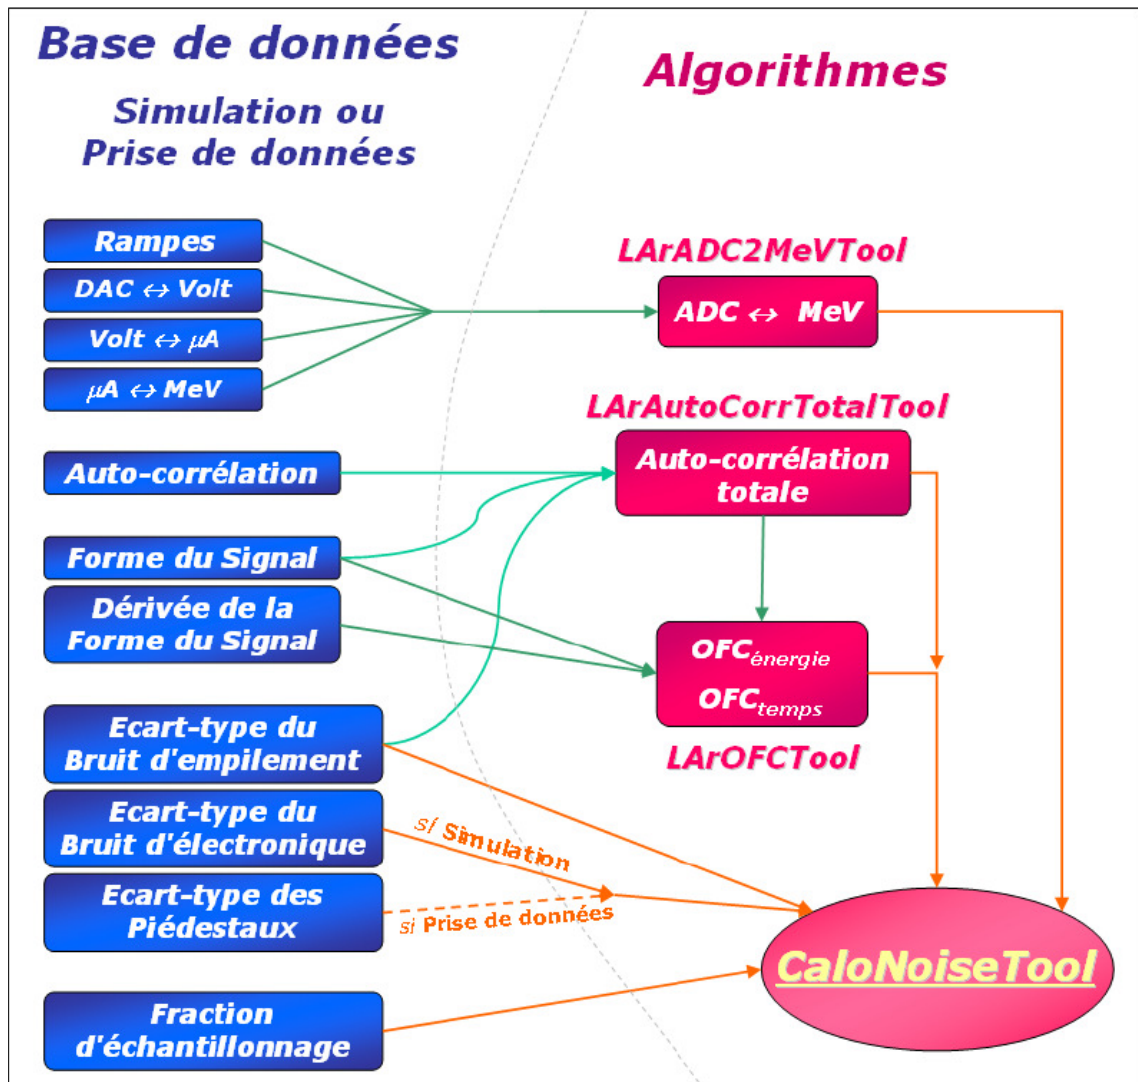 Base de données
Simulation ou
Prise de données
Algorithmes
Rampes
DAC ↔ Volt
Volt ↔ μA
μA ↔ MeV
LArADC2MeVTool
ADC ↔ MeV
LArAutoCorrTotalTool
Auto-corrélation
Auto-corrélation
totale
Forme du Signal
Dérivée de la
Forme du Signal
OFCénergie
OFCtemps
LArOFCTool
Ecart-type du
Bruit d'empilement
Ecart-type du
Bruit d'électronique
si Simulation
Ecart-type des
Piédestaux
si Prise de données
CaloNoiseTool
Fraction
d'échantillonnage